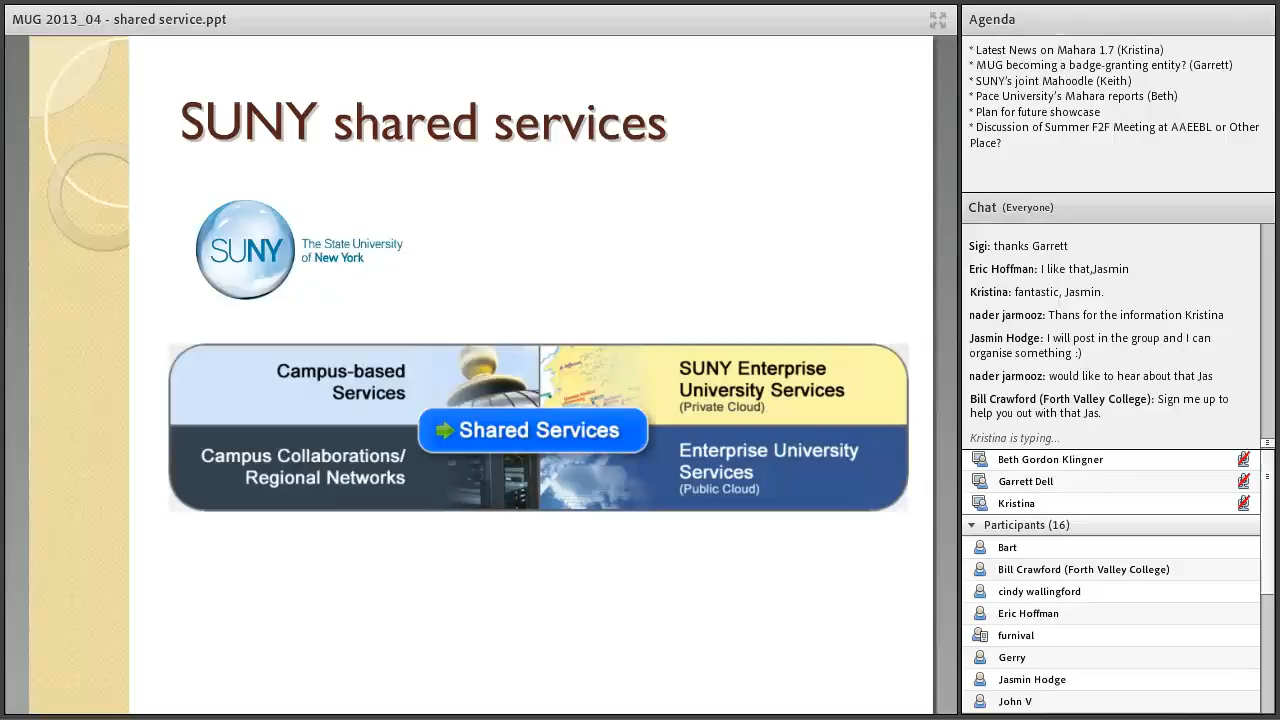 MUG 2013_04 - shared service.ppt
SUNY shared services
SUNY
The State University
of New York
Campus-based
Services
SUNY Enterprise
University Services
(Private Cloud)
Shared Services
Campus Collaborations/
Regional Networks
Enterprise University
Services
(Public Cloud)
Agenda
* Latest News on Mahara 1.7 (Kristina)
* MUG becoming a badge-granting entity? (Garrett)
* SUNY's joint Mahoodle (Keith)
* Pace University's Mahara reports (Beth)
* Plan for future showcase
* Discussion of Summer F2F Meeting at AAEEBL or Other
Place?
Chat (Everyone)
Sigi: thanks Garrett
Eric Hoffman: I like that,Jasmin
Kristina: fantastic, Jasmin.
nader jarmooz: Thans for the information Kristina
Jasmin Hodge: I will post in the group and I can
organise something :)
nader jarmooz: would like to hear about that Jas
Bill Crawford (Forth Valley College): Sign me up to
help you out with that Jas.
Kristina is typing...
Beth Gordon Klingner
Garrett Dell
Kristina
Participants (16)
Bart
Bill Crawford (Forth Valley College)
cindy wallingford
Eric Hoffman
furnival
Gerry
Jasmin Hodge
John V